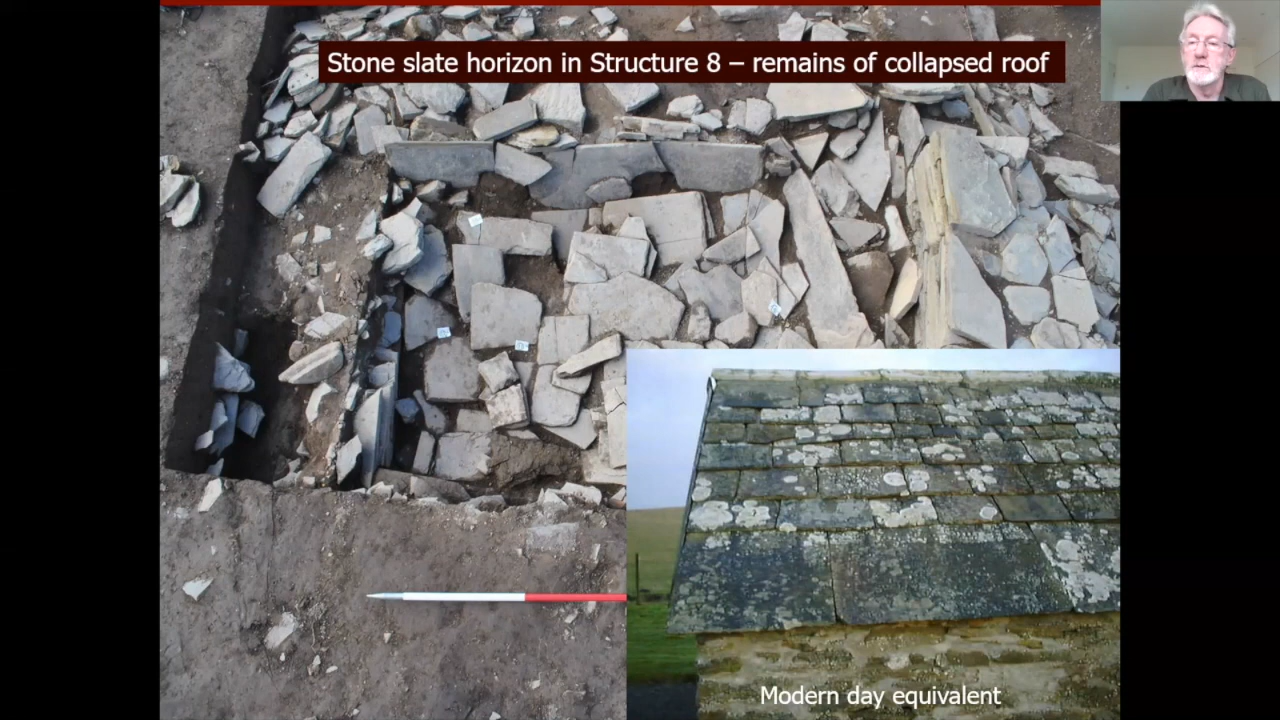 Stone slate horizon in Structure 8 – remains of collapsed roof
Modern day equivalent